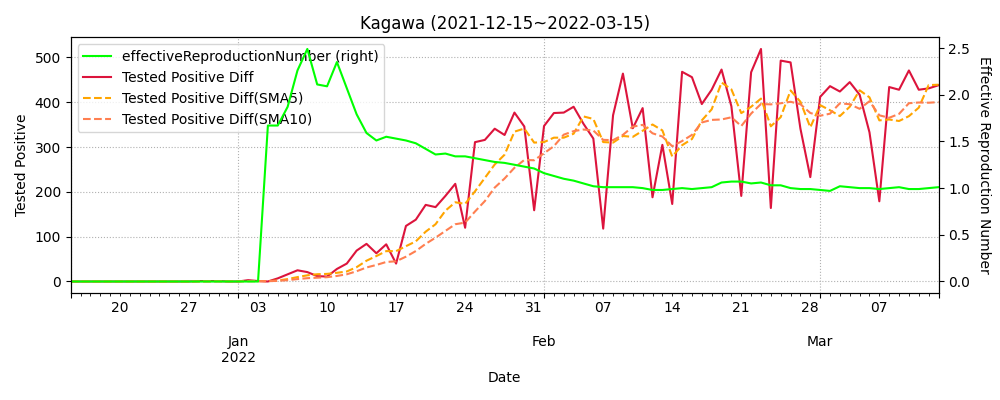 Kagawa (2021-12-15~2022-03-15)
effectiveReproductionNumber (right)
Tested Positive Diff
Tested Positive Diff(SMA5)
Tested Positive Diff(SMA10)
Tested Positive
500
400
300
200
100
0
2.5
2.0
1.5
1.0
0.5
0.0
Effective Reproduction Number
20 27 03 10 17 24 31 07 14 21 28 07
Jan Feb Mar
2022
Date